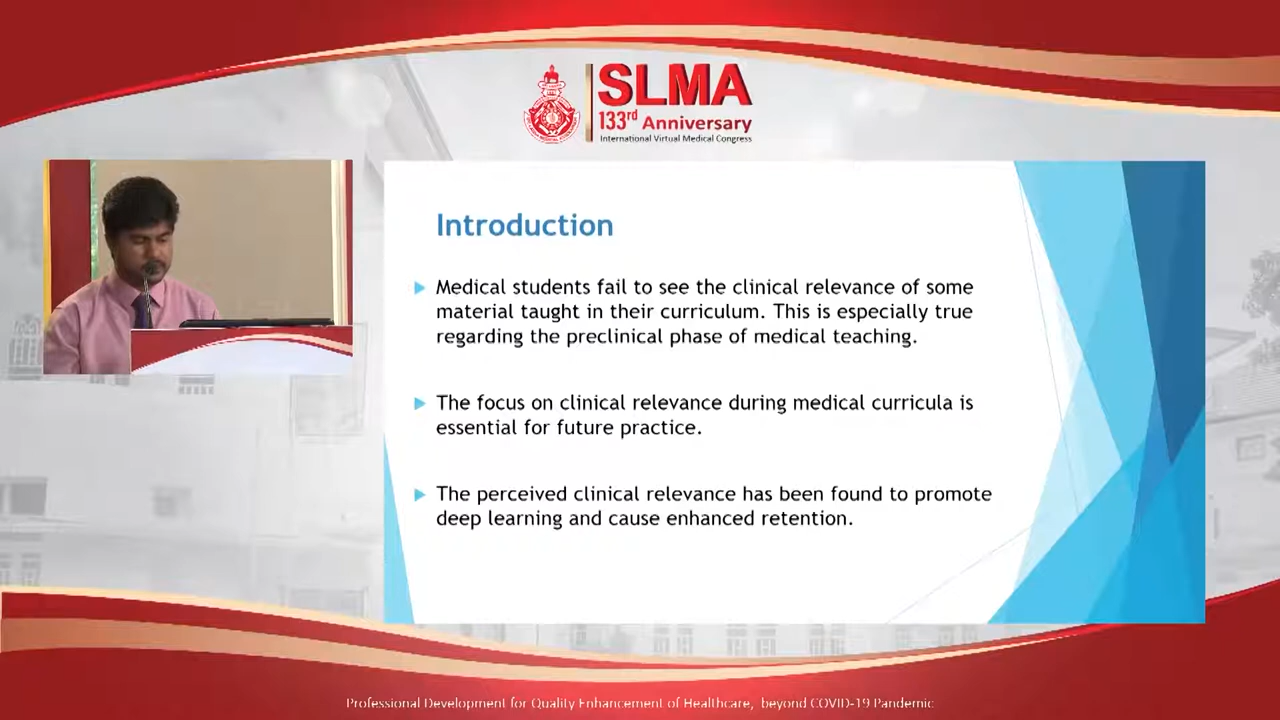 SLMA
133rd Anniversary
International Virtual Medical Congress
Introduction
Medical students fail to see the clinical relevance of some
material taught in their curriculum. This is especially true
regarding the preclinical phase of medical teaching.
The focus on clinical relevance during medical curricula is
essential for future practice.
The perceived clinical relevance has been found to promote
deep learning and cause enhanced retention.
Professional Development for Quality Enhancement of Healthcare, beyond COVID-19 Pandemic